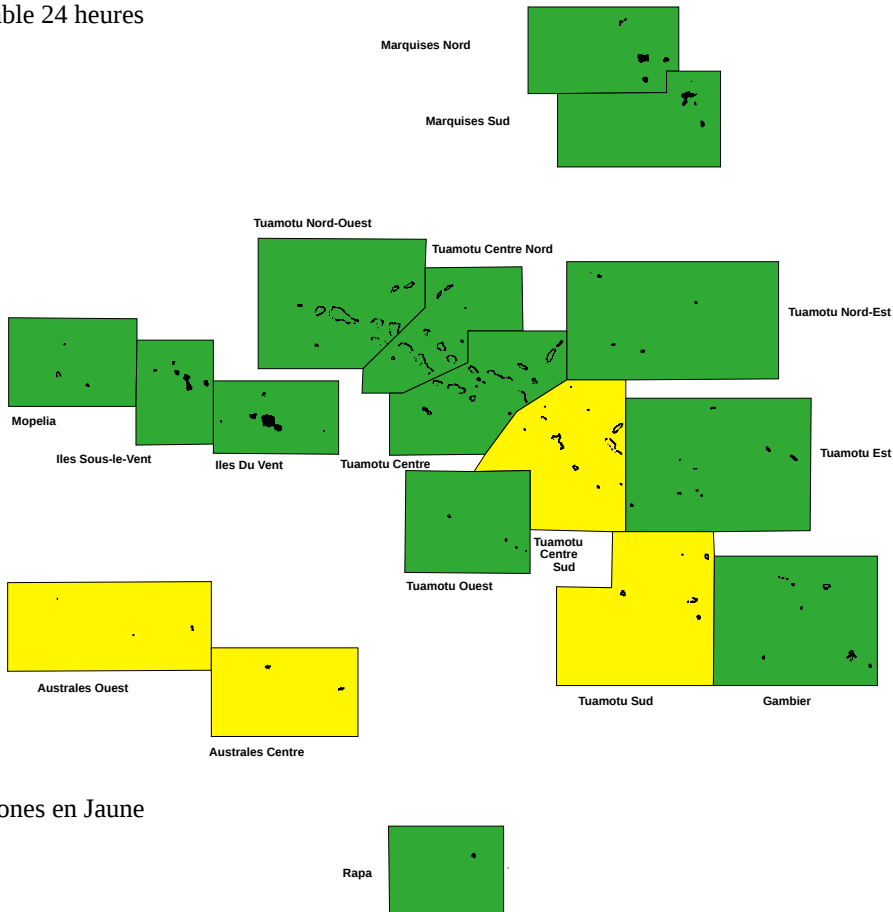 24 heures
Marquises Nord
Marquises Sud
Tuamotu Nord-Ouest
Tuamotu Centre Nord
Tuamotu Nord-Est
Mopelia
Iles Sous-le-Vent
Iles Du Vent
Tuamotu Centre
Tuamotu Est
Tuamotu
Centre
Sud
Tuamotu Ouest
Australes Ouest
Tuamotu Sud
Gambier
Australes Centre
en Jaune
Rapa